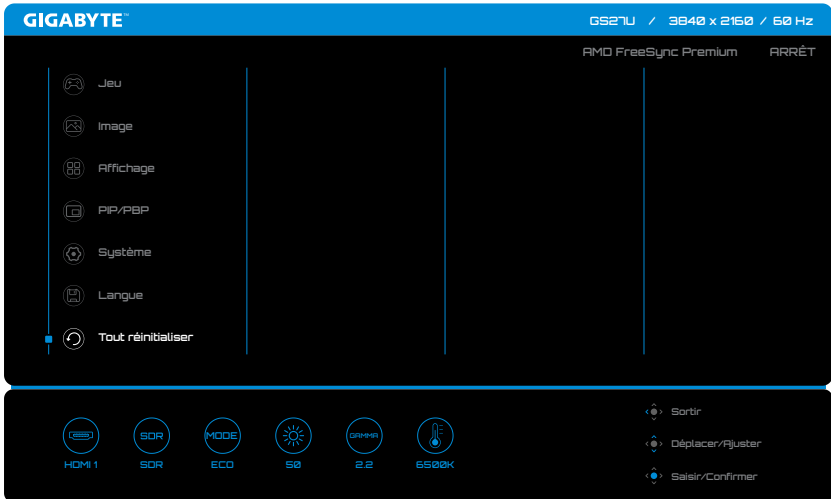 GIGABYTE™
GS27U / 3840 x 2160 / 60 Hz
AMD FreeSync Premium ARRÊT
Jeu
Image
Affichage
PIP/PBP
Système
Langue
Tout réinitialiser
SDR MODE GAMMA
HDMI 1 SDR ECO 50 2.2 6500K
Sortir
Déplacer/Ajuster
Saisir/Confirmer